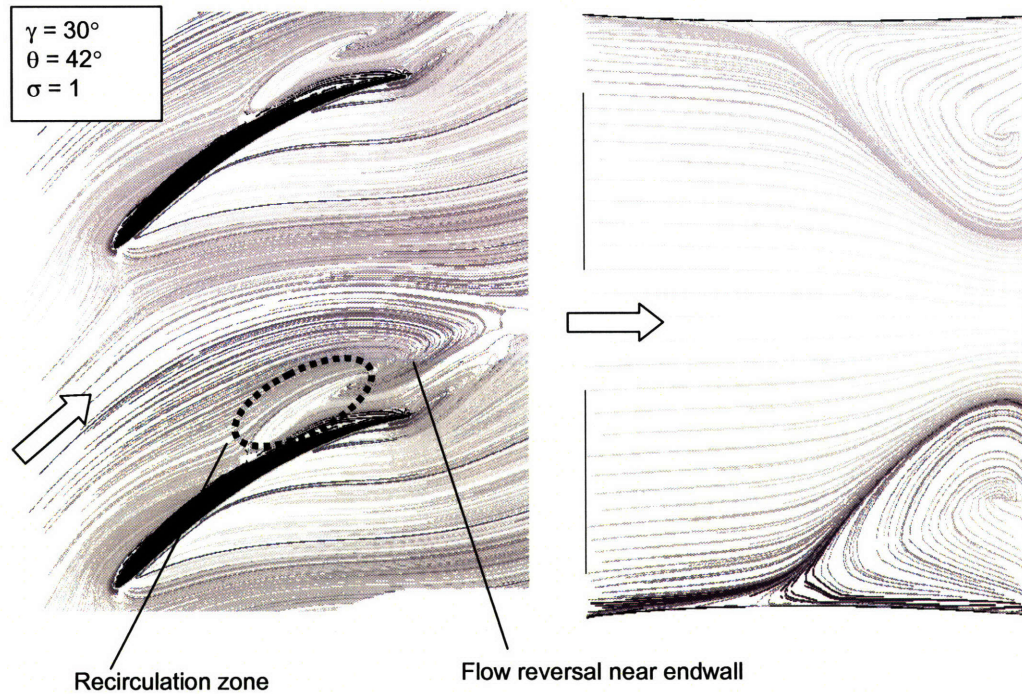 γ = 30°
θ = 42°
σ = 1
Recirculation zone
Flow reversal near endwall